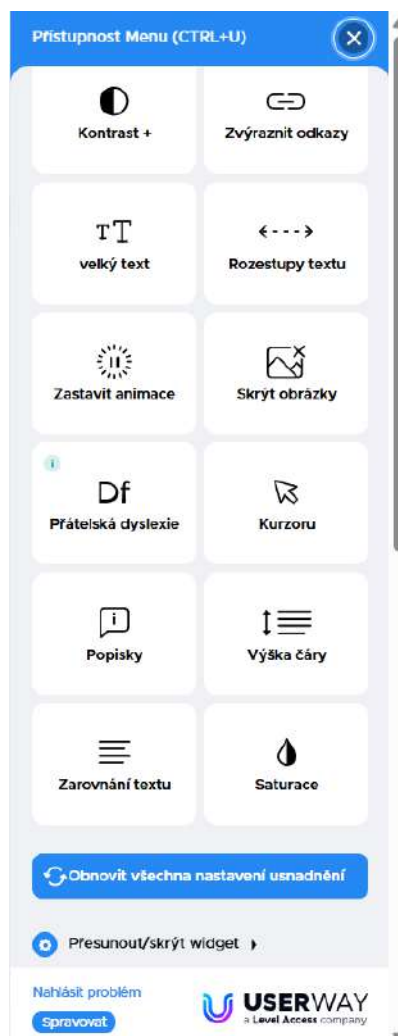 Přístupnost Menu (CTRL+U)
Kontrast +
Zvýraznit odkazy
velký text
Rozestupy textu
Zastavit animace
Skrýt obrázky
Df
Přátelská dyslexie
Kurzoru
Popisky
Výška čáry
Zarovnání textu
Saturace
Obnovit všechna nastavení usnadnění
Přesunout/skrýt widget
Nahlásit problém
Spravovat
USERWAY
a Level Access company